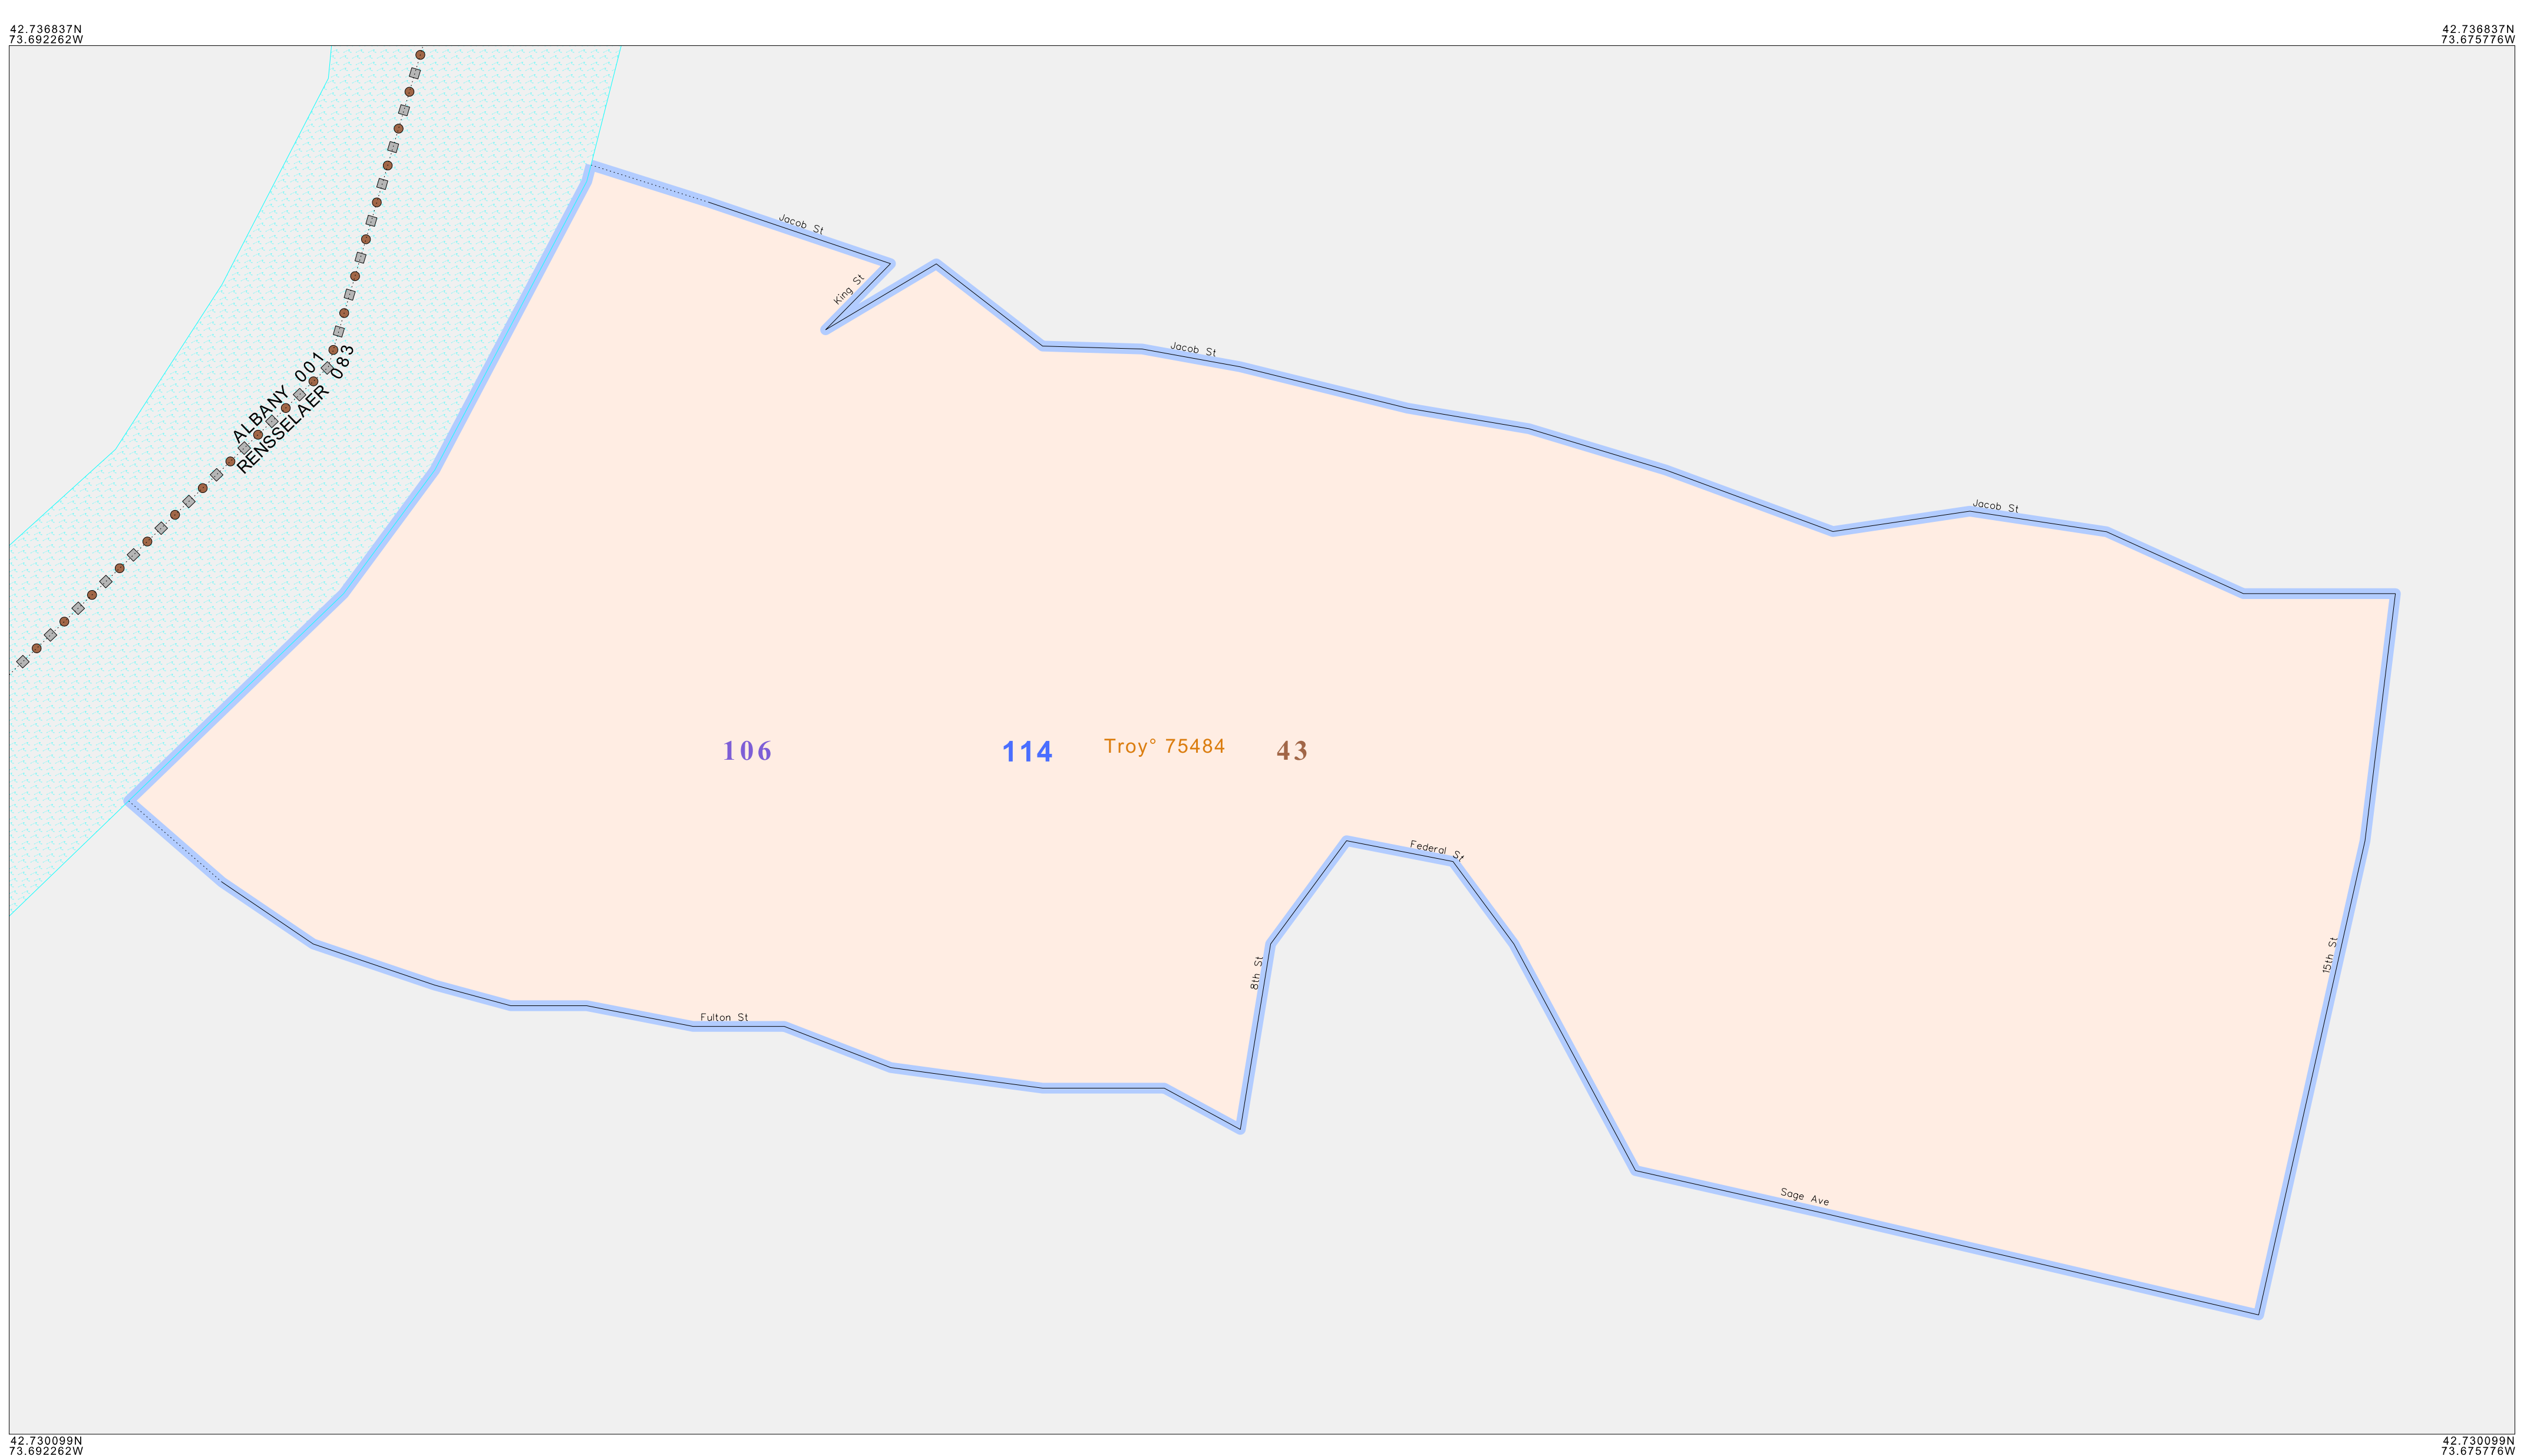 42.736837N
73.692262W
42.736837N
73.675776W
Jacob St
King St
Jacob St
ALBANY 001
RENSSELAER 083
Jacob St
106
114
Troy° 75484
43
Federal St
8th St
15th St
Fulton St
Sage Ave
42.730099N
73.692262W
42.730099N
73.675776W